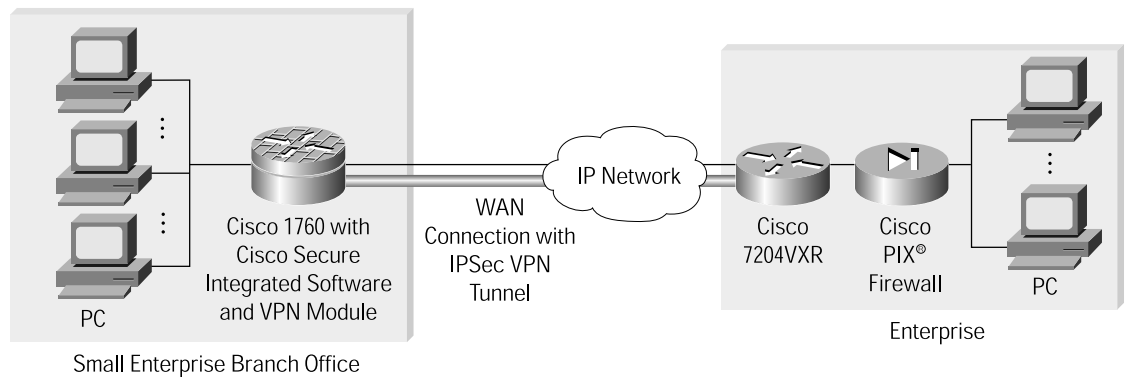 PC
Cisco 1760 with
Cisco Secure
Integrated Software
and VPN Module
Small Enterprise Branch Office
WAN
Connection with
IPSec VPN
Tunnel
IP Network
Cisco
7204VXR
Cisco
PIX®
Firewall
PC
Enterprise